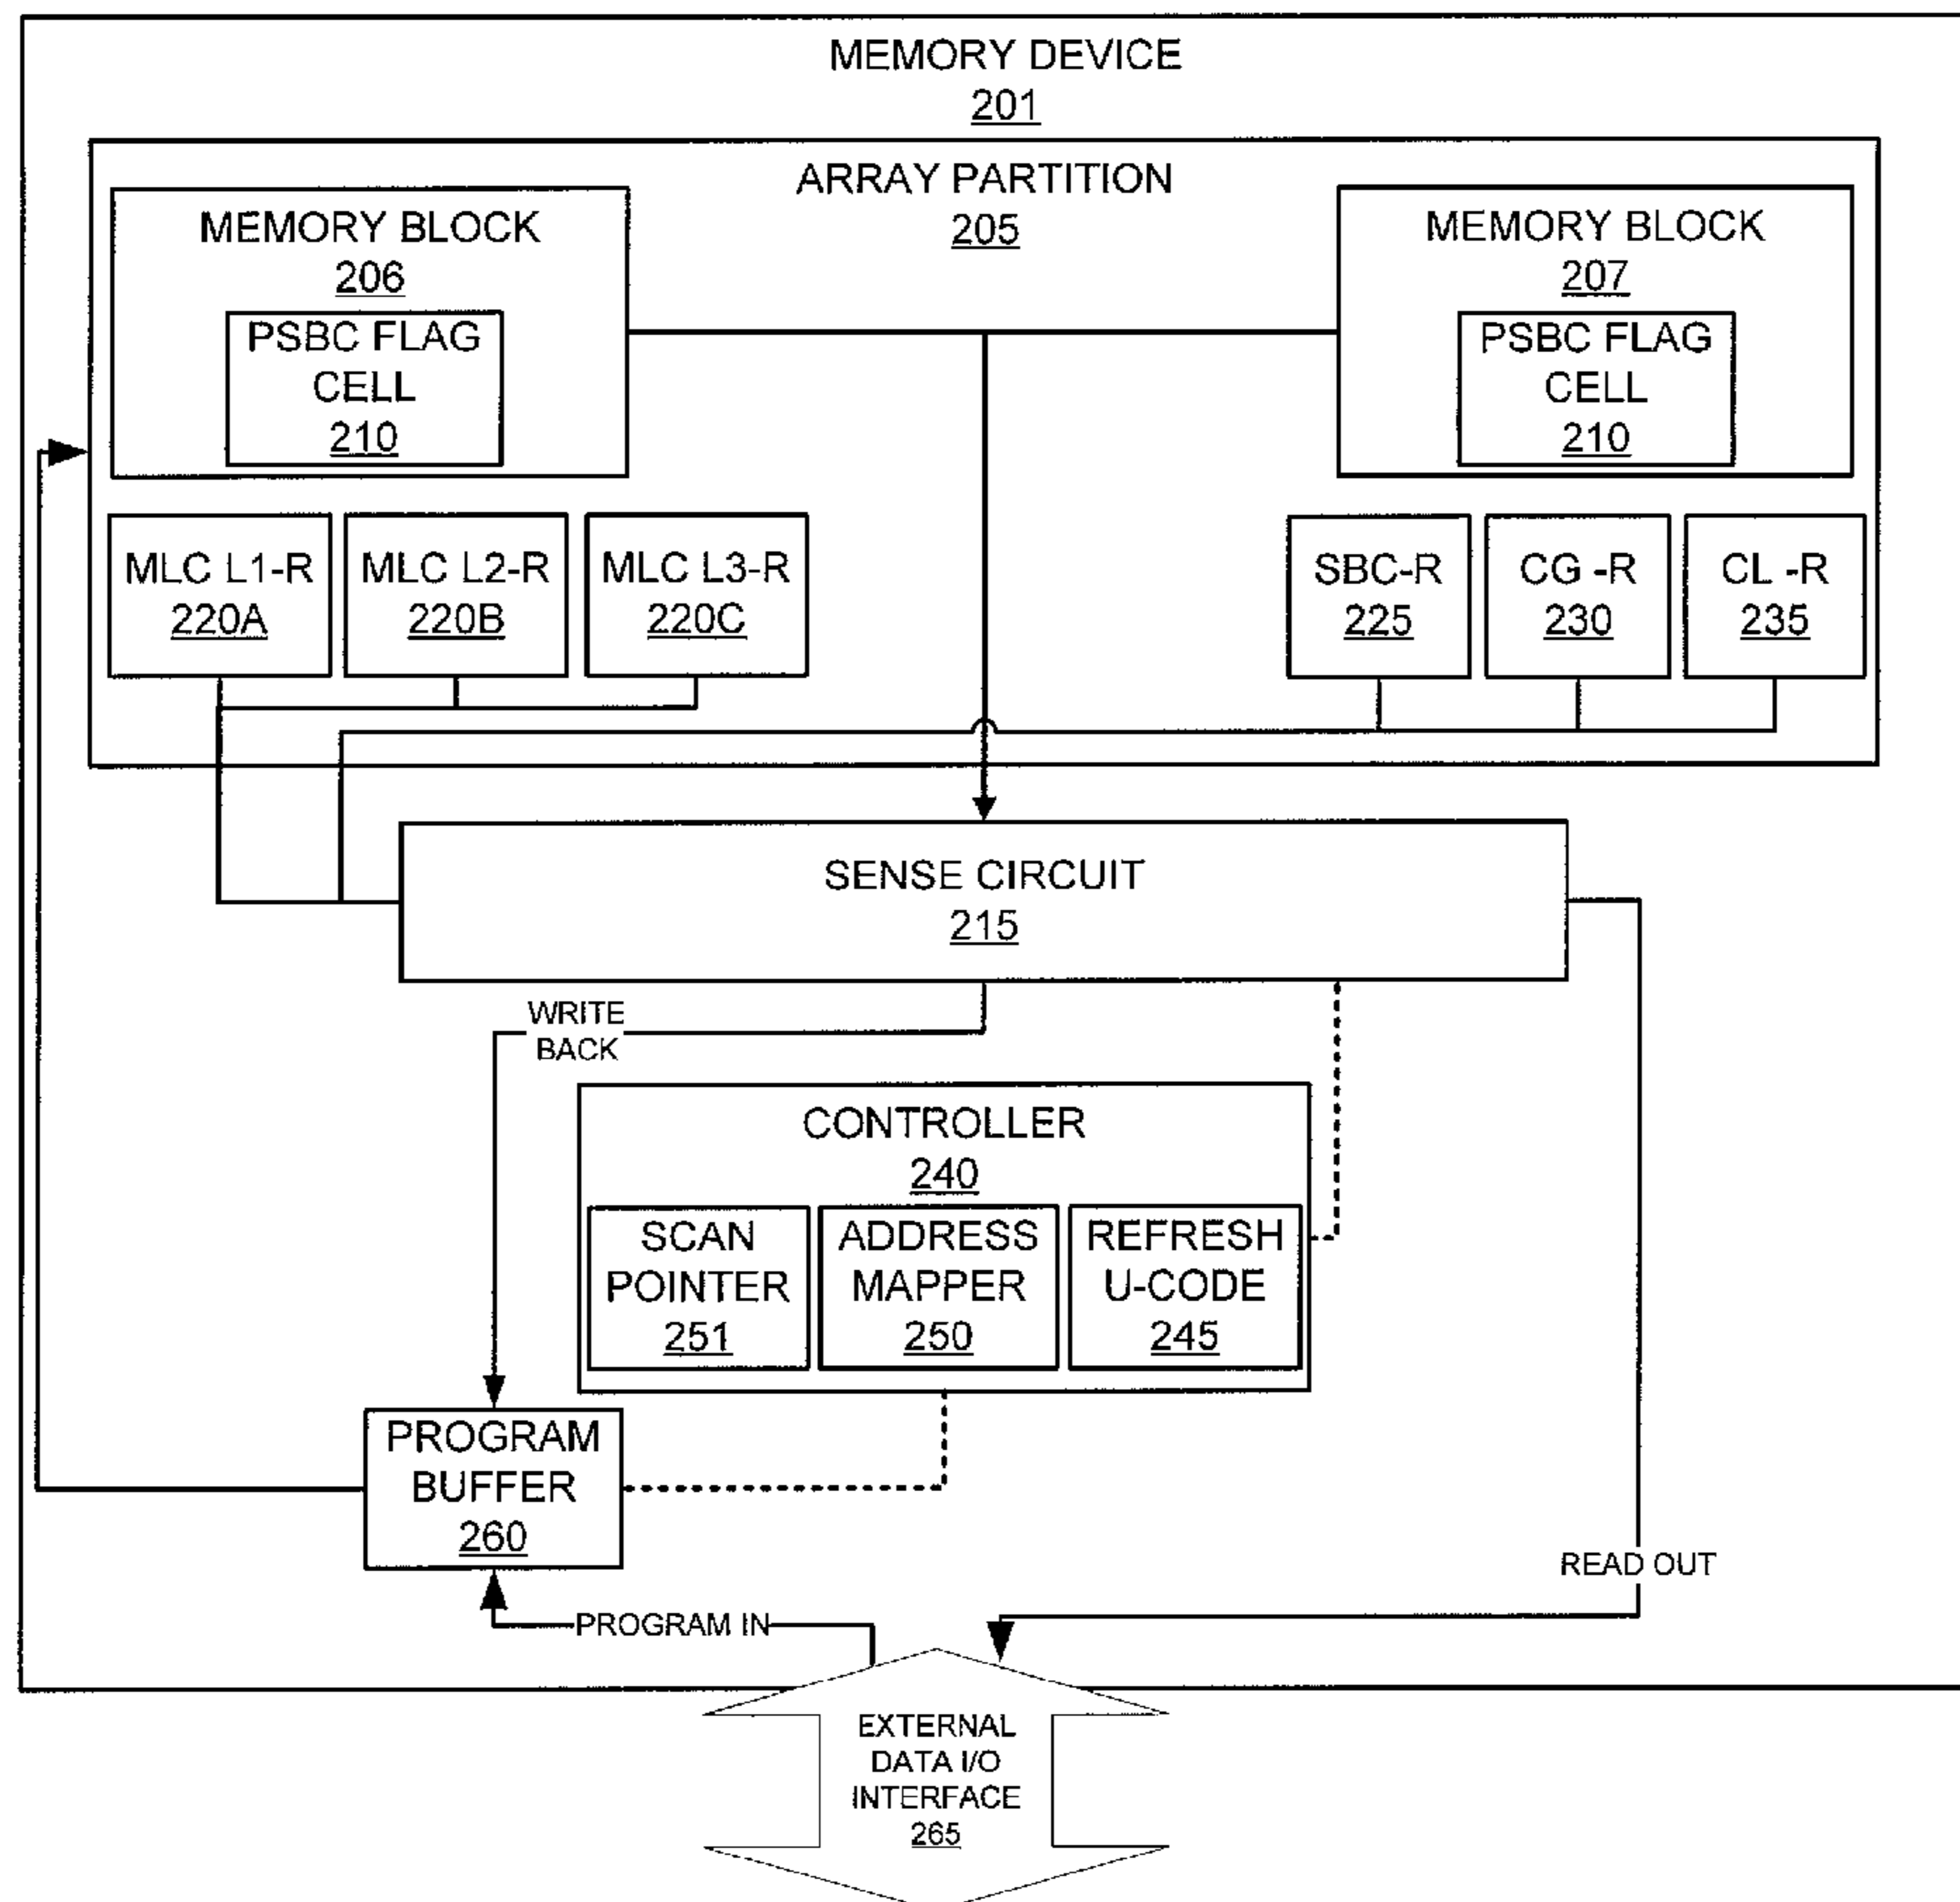 MEMORY DEVICE
201
ARRAY PARTITION
205
MEMORY BLOCK
206
PSBC FLAG
CELL
210
MEMORY BLOCK
207
PSBC FLAG
CELL
210
MLC L1-R
220A
MLC L2-R
220B
MLC L3-R
220C
SBC-R
225
CG -R
230
CL -R
235
SENSE CIRCUIT
215
WRITE
BACK
CONTROLLER
240
SCAN
POINTER
251
ADDRESS
MAPPER
250
REFRESH
U-CODE
245
PROGRAM
BUFFER
260
READ OUT
PROGRAM IN
EXTERNAL
DATA I/O
INTERFACE
265